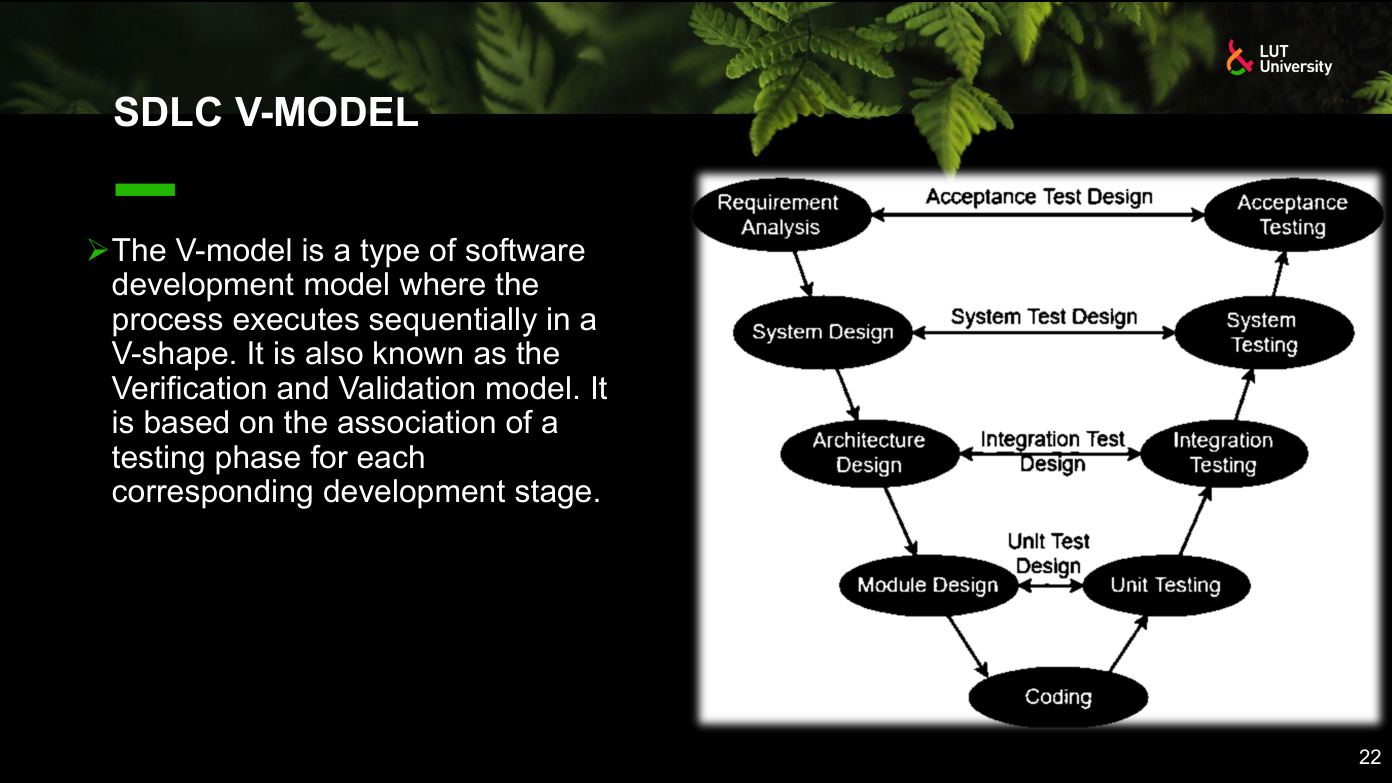 LUT
University
SDLC V-MODEL
➢The V-model is a type of software
development model where the
process executes sequentially in a
V-shape. It is also known as the
Verification and Validation model. It
is based on the association of a
testing phase for each
corresponding development stage.
Requirement
Analysis
Acceptance Test Design
Acceptance
Testing
System Design
System Test Design
System
Testing
Architecture
Design
Integration Test
Design
Integration
Testing
Module Design
Unit Test
Design
Unit Testing
Coding
22